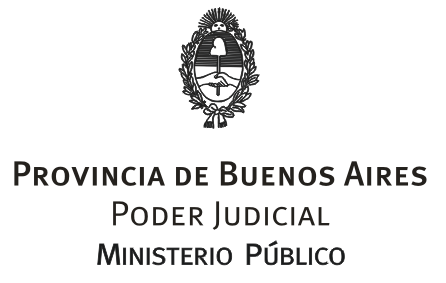 PROVINCIA DE BUENOS AIRES
PODER JUDICIAL
MINISTERIO PÚBLICO